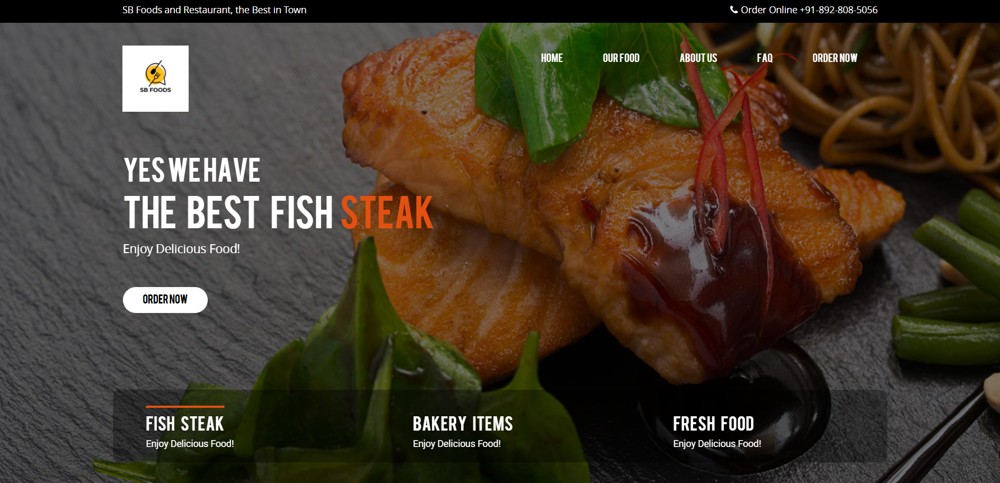 SB Foods and Restaurant, the Best in Town
Order Online +91-892-808-5056
SB FOODS
HOME OUR FOOD ABOUT US FAQ ORDER NOW
YES WE HAVE
THE BEST FISH STEAK
Enjoy Delicious Food!
ORDER NOW
FISH STEAK
Enjoy Delicious Food!
BAKERY ITEMS
Enjoy Delicious Food!
FRESH FOOD
Enjoy Delicious Food!